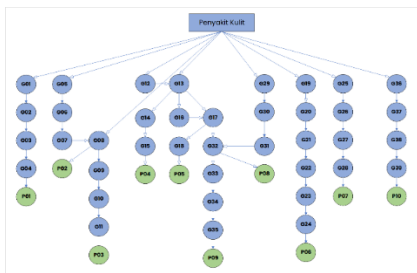 Penyakit Kulit
G01 G05 G12 G13 G29 G19 G25 G36
G02 G06 G14 G16 G17 G30 G20 G26 G37
G03 G07 G08 G15 G18 G32 G31 G21 G27 G38
G04 P02 G09 P04 P05 G33 P08 G22 G28 G39
P01 G10 G34 G23 P07 P10
G11 G35 G24
P03 P09 P06